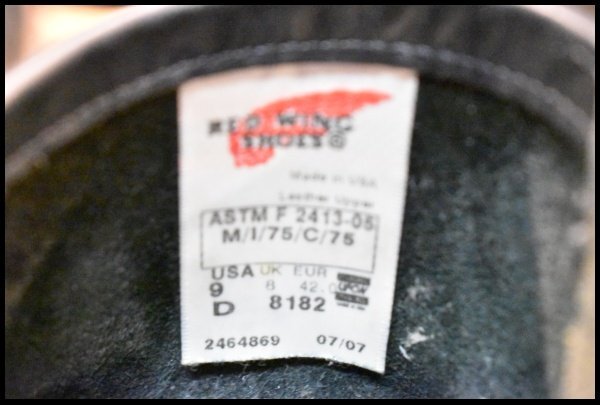 RED WING
SHOES®
Made in USA
Leather Upper
ASTM F 2413-05
M/I/75/C/75
USA UK EUR
9 8 42.0
D 8182
2464869 07/07